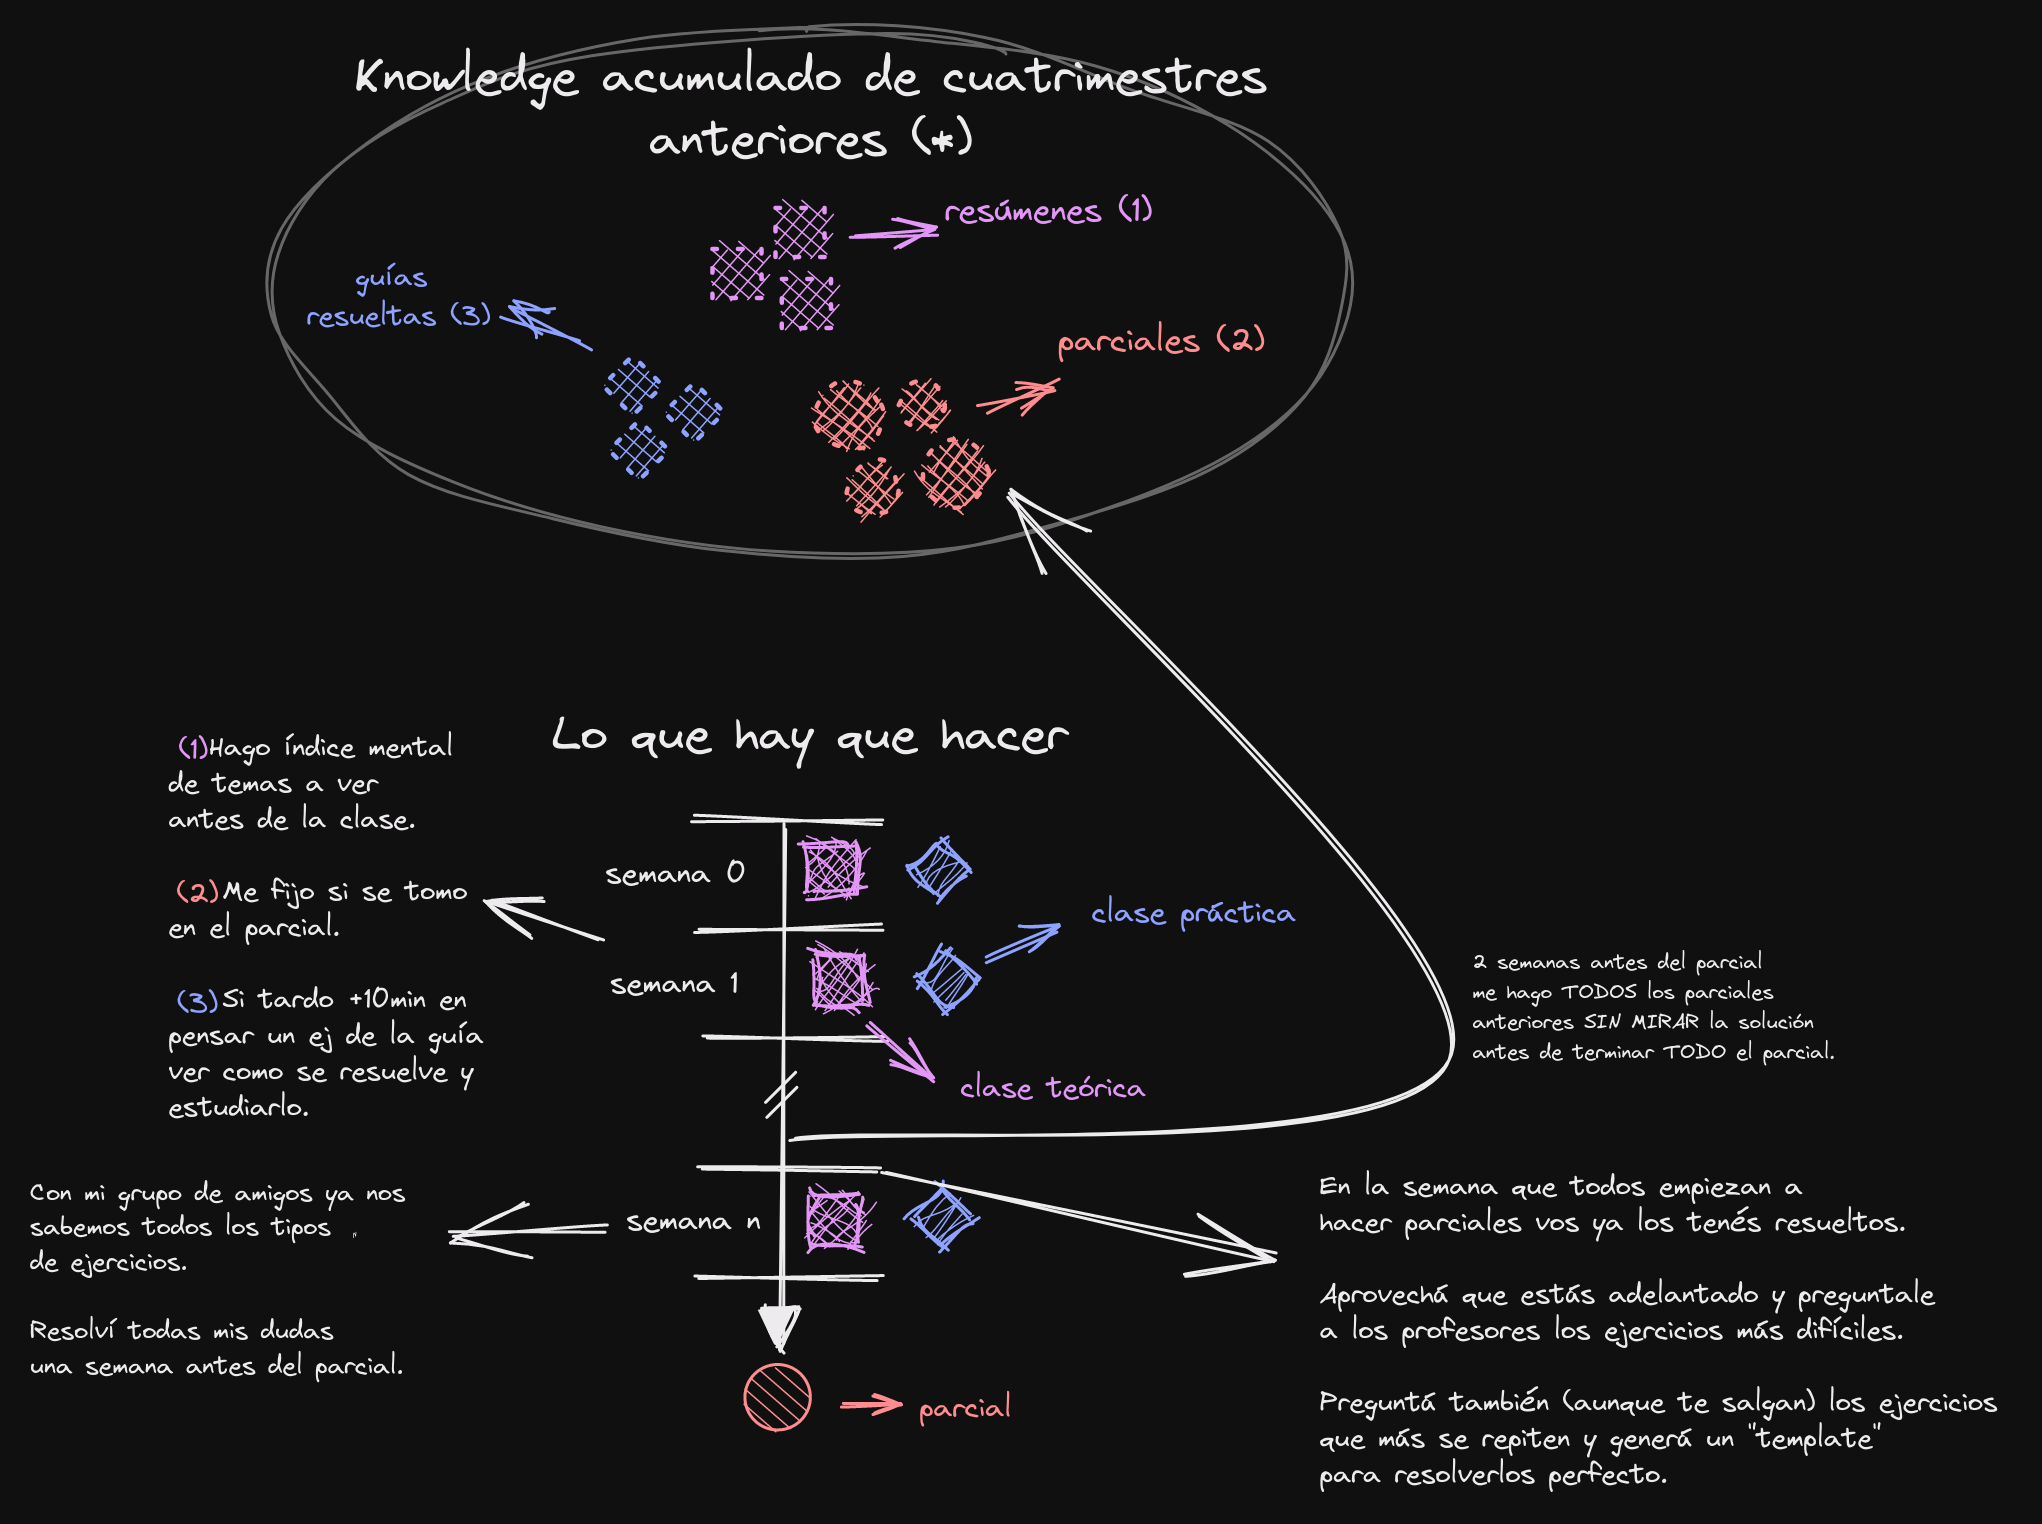 Knowledge acumulado de cuatrimestres
anteriores (*)
resúmenes (1)
guías
resueltas (3)
parciales (2)
Lo que hay que hacer
(1)Hago índice mental
de temas a ver
antes de la clase.
(2)Me fijo si se tomo
en el parcial.
(3)Si tardo +10min en
pensar un ej de la guía
ver como se resuelve y
estudiarlo.
semana 0
clase práctica
semana 1
clase teórica
2 semanas antes del parcial
me hago TODOS los parciales
anteriores SIN MIRAR la solución
antes de terminar TODO el parcial.
Con mi grupo de amigos ya nos
sabemos todos los tipos "
de ejercicios.
Resolví todas mis dudas
una semana antes del parcial.
semana n
En la semana que todos empiezan a
hacer parciales vos ya los tenés resueltos.
Aprovechá que estás adelantado y preguntale
a los profesores los ejercicios más difíciles.
Preguntá también (aunque te salgan) los ejercicios
que más se repiten y generá un "template"
para resolverlos perfecto.
parcial